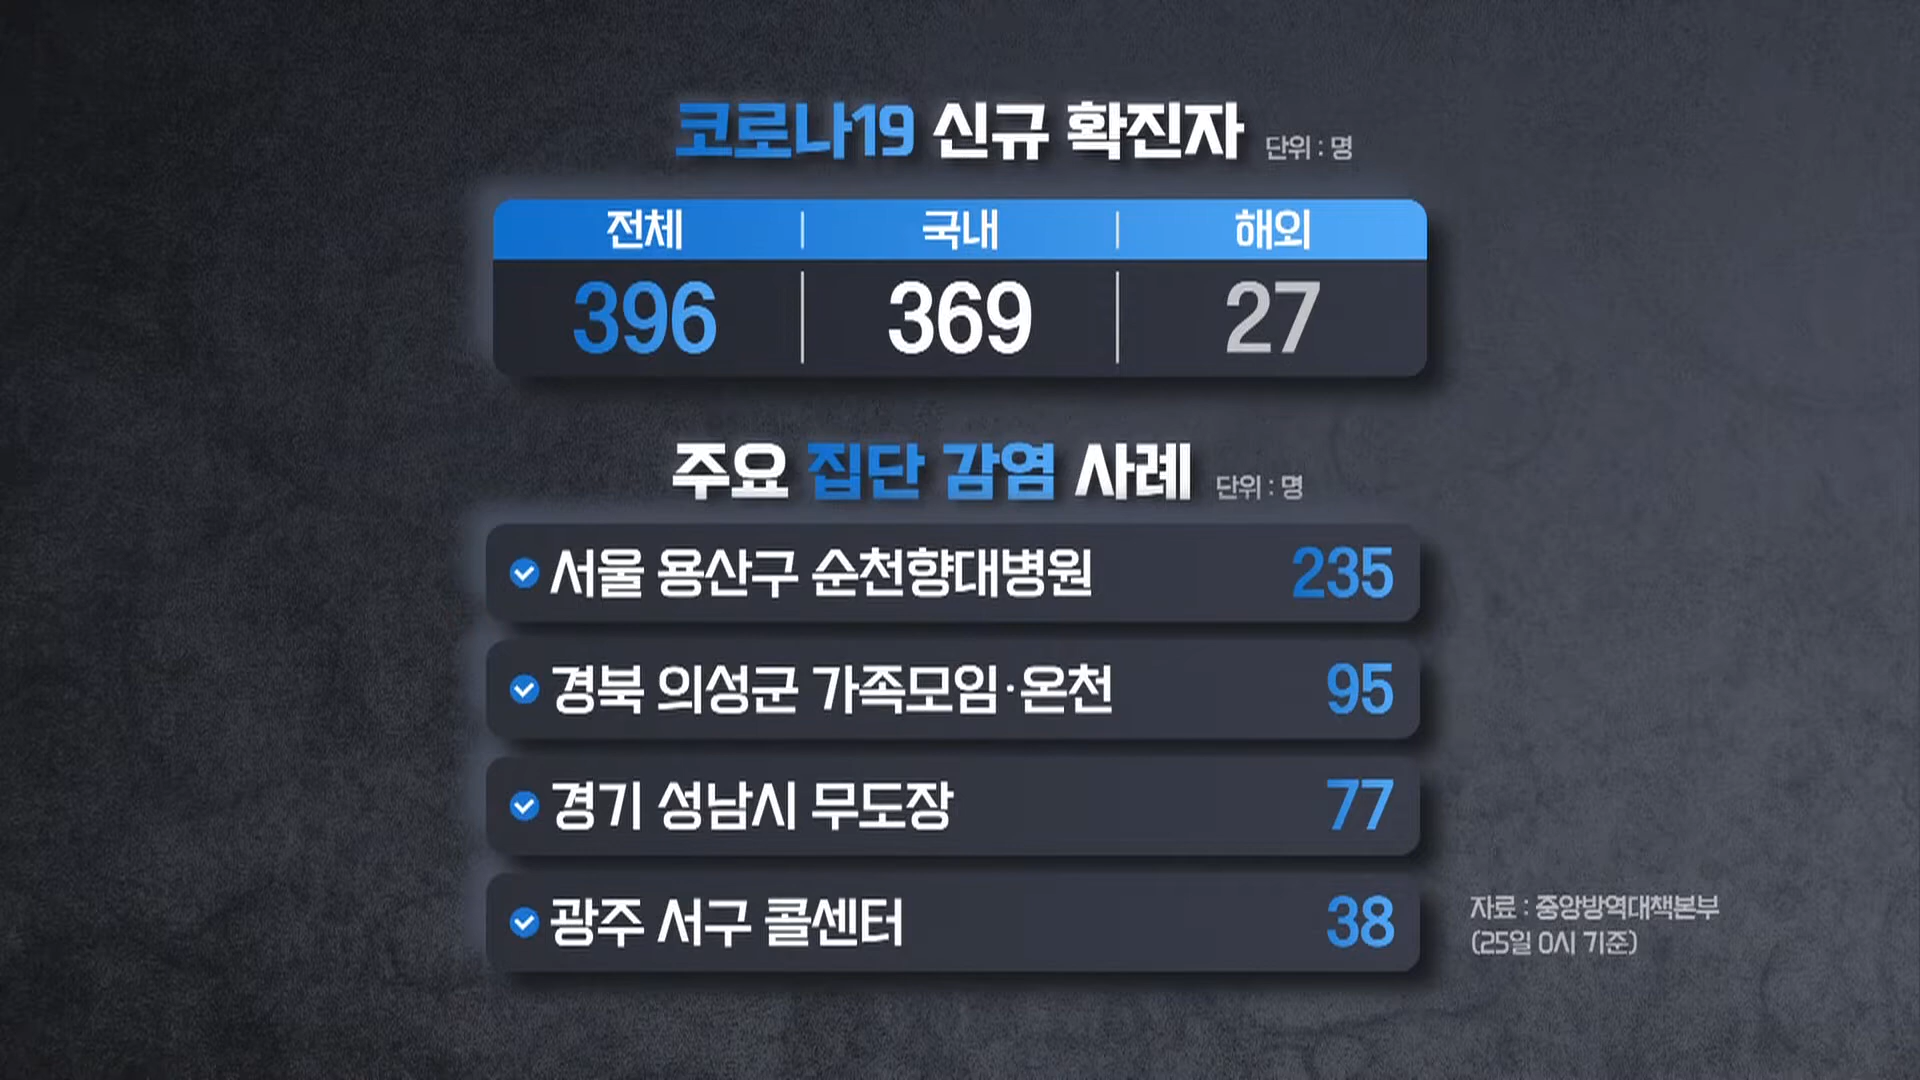 코로나19 신규 확진자 단위 : 명
전체 국내 해외
396 369 27
주요 집단 감염 사례 단위 : 명
서울 용산구 순천향대병원 235
경북 의성군 가족모임·온천 95
경기 성남시 무도장 77
광주 서구 콜센터 38
자료 : 중앙방역대책본부
(25일 0시 기준)